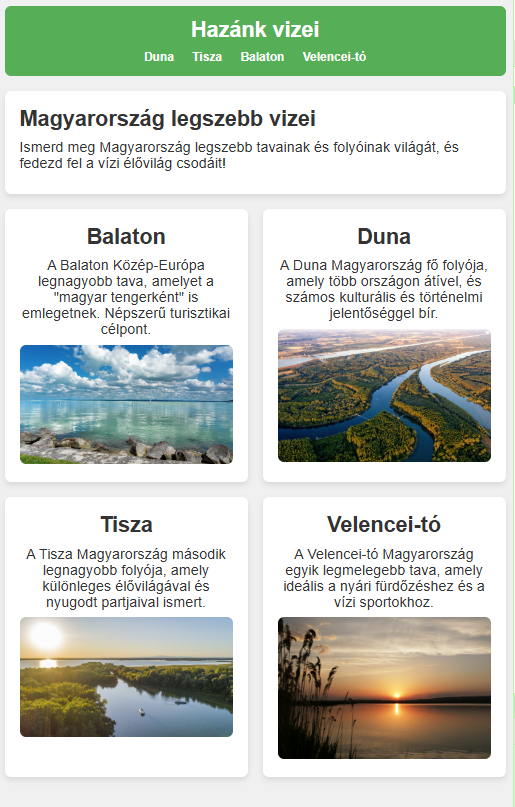 Hazánk vizei
Duna Tisza Balaton Velencei-tó
Magyarország legszebb vizei
Ismerd meg Magyarország legszebb tavainak és folyóinak világát, és
fedezd fel a vízi élővilág csodáit!
Balaton
A Balaton Közép-Európa
legnagyobb tava, amelyet a
"magyar tengerként" is
emlegetnek. Népszerű turisztikai
célpont.
Duna
A Duna Magyarország fő folyója,
amely több országon átível, és
számos kulturális és történelmi
jelentőséggel bír.
Tisza
A Tisza Magyarország második
legnagyobb folyója, amely
különleges élővilágával és
nyugodt partjaival ismert.
Velencei-tó
A Velencei-tó Magyarország
egyik legmelegebb tava, amely
ideális a nyári fürdőzéshez és a
vízi sportokhoz.